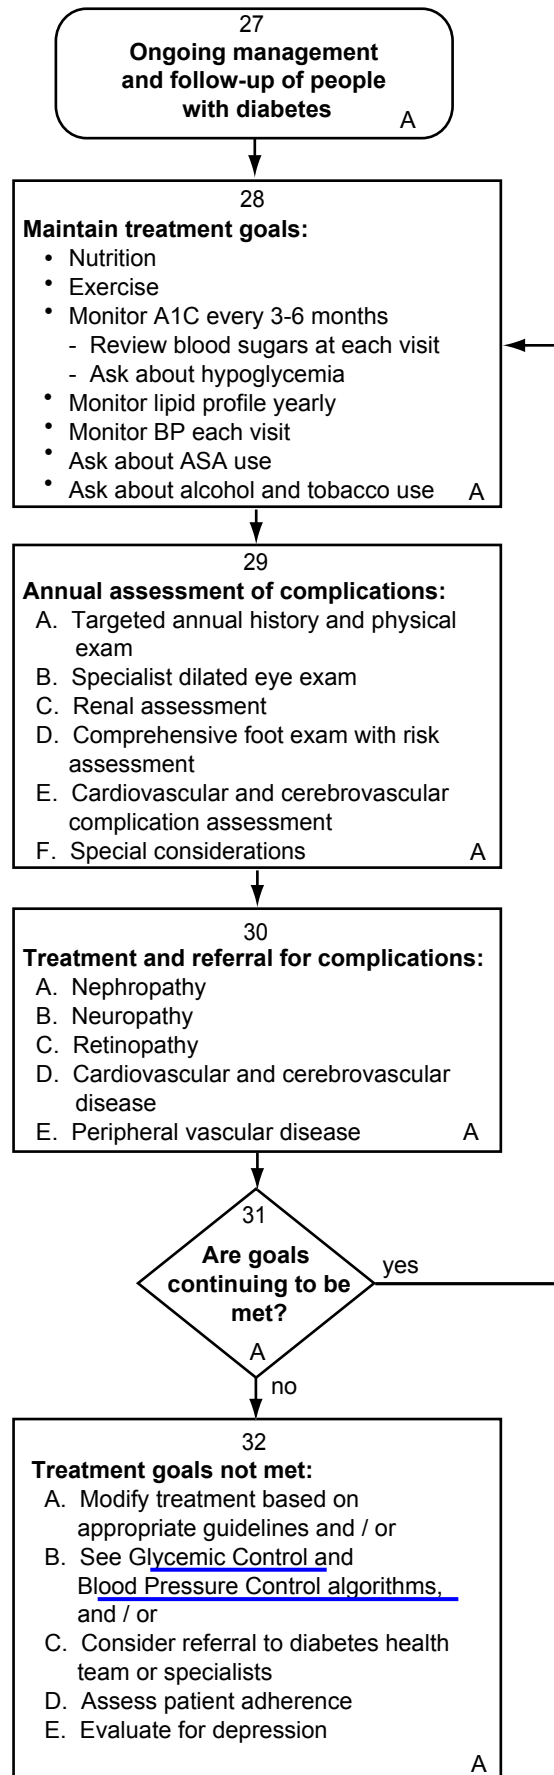 27
Ongoing management
and follow-up of people
with diabetes
A
28
Maintain treatment goals:
• Nutrition
• Exercise
• Monitor A1C every 3-6 months
- Review blood sugars at each visit
- Ask about hypoglycemia
• Monitor lipid profile yearly
• Monitor BP each visit
• Ask about ASA use
• Ask about alcohol and tobacco use A
29
Annual assessment of complications:
A. Targeted annual history and physical
exam
B. Specialist dilated eye exam
C. Renal assessment
D. Comprehensive foot exam with risk
assessment
E. Cardiovascular and cerebrovascular
complication assessment
F. Special considerations A
30
Treatment and referral for complications:
A. Nephropathy
B. Neuropathy
C. Retinopathy
D. Cardiovascular and cerebrovascular
disease
E. Peripheral vascular disease A
31
Are goals
continuing to be
met?
A
yes
no
32
Treatment goals not met:
A. Modify treatment based on
appropriate guidelines and / or
B. See Glycemic Control and
Blood Pressure Control algorithms,
and / or
C. Consider referral to diabetes health
team or specialists
D. Assess patient adherence
E. Evaluate for depression
A